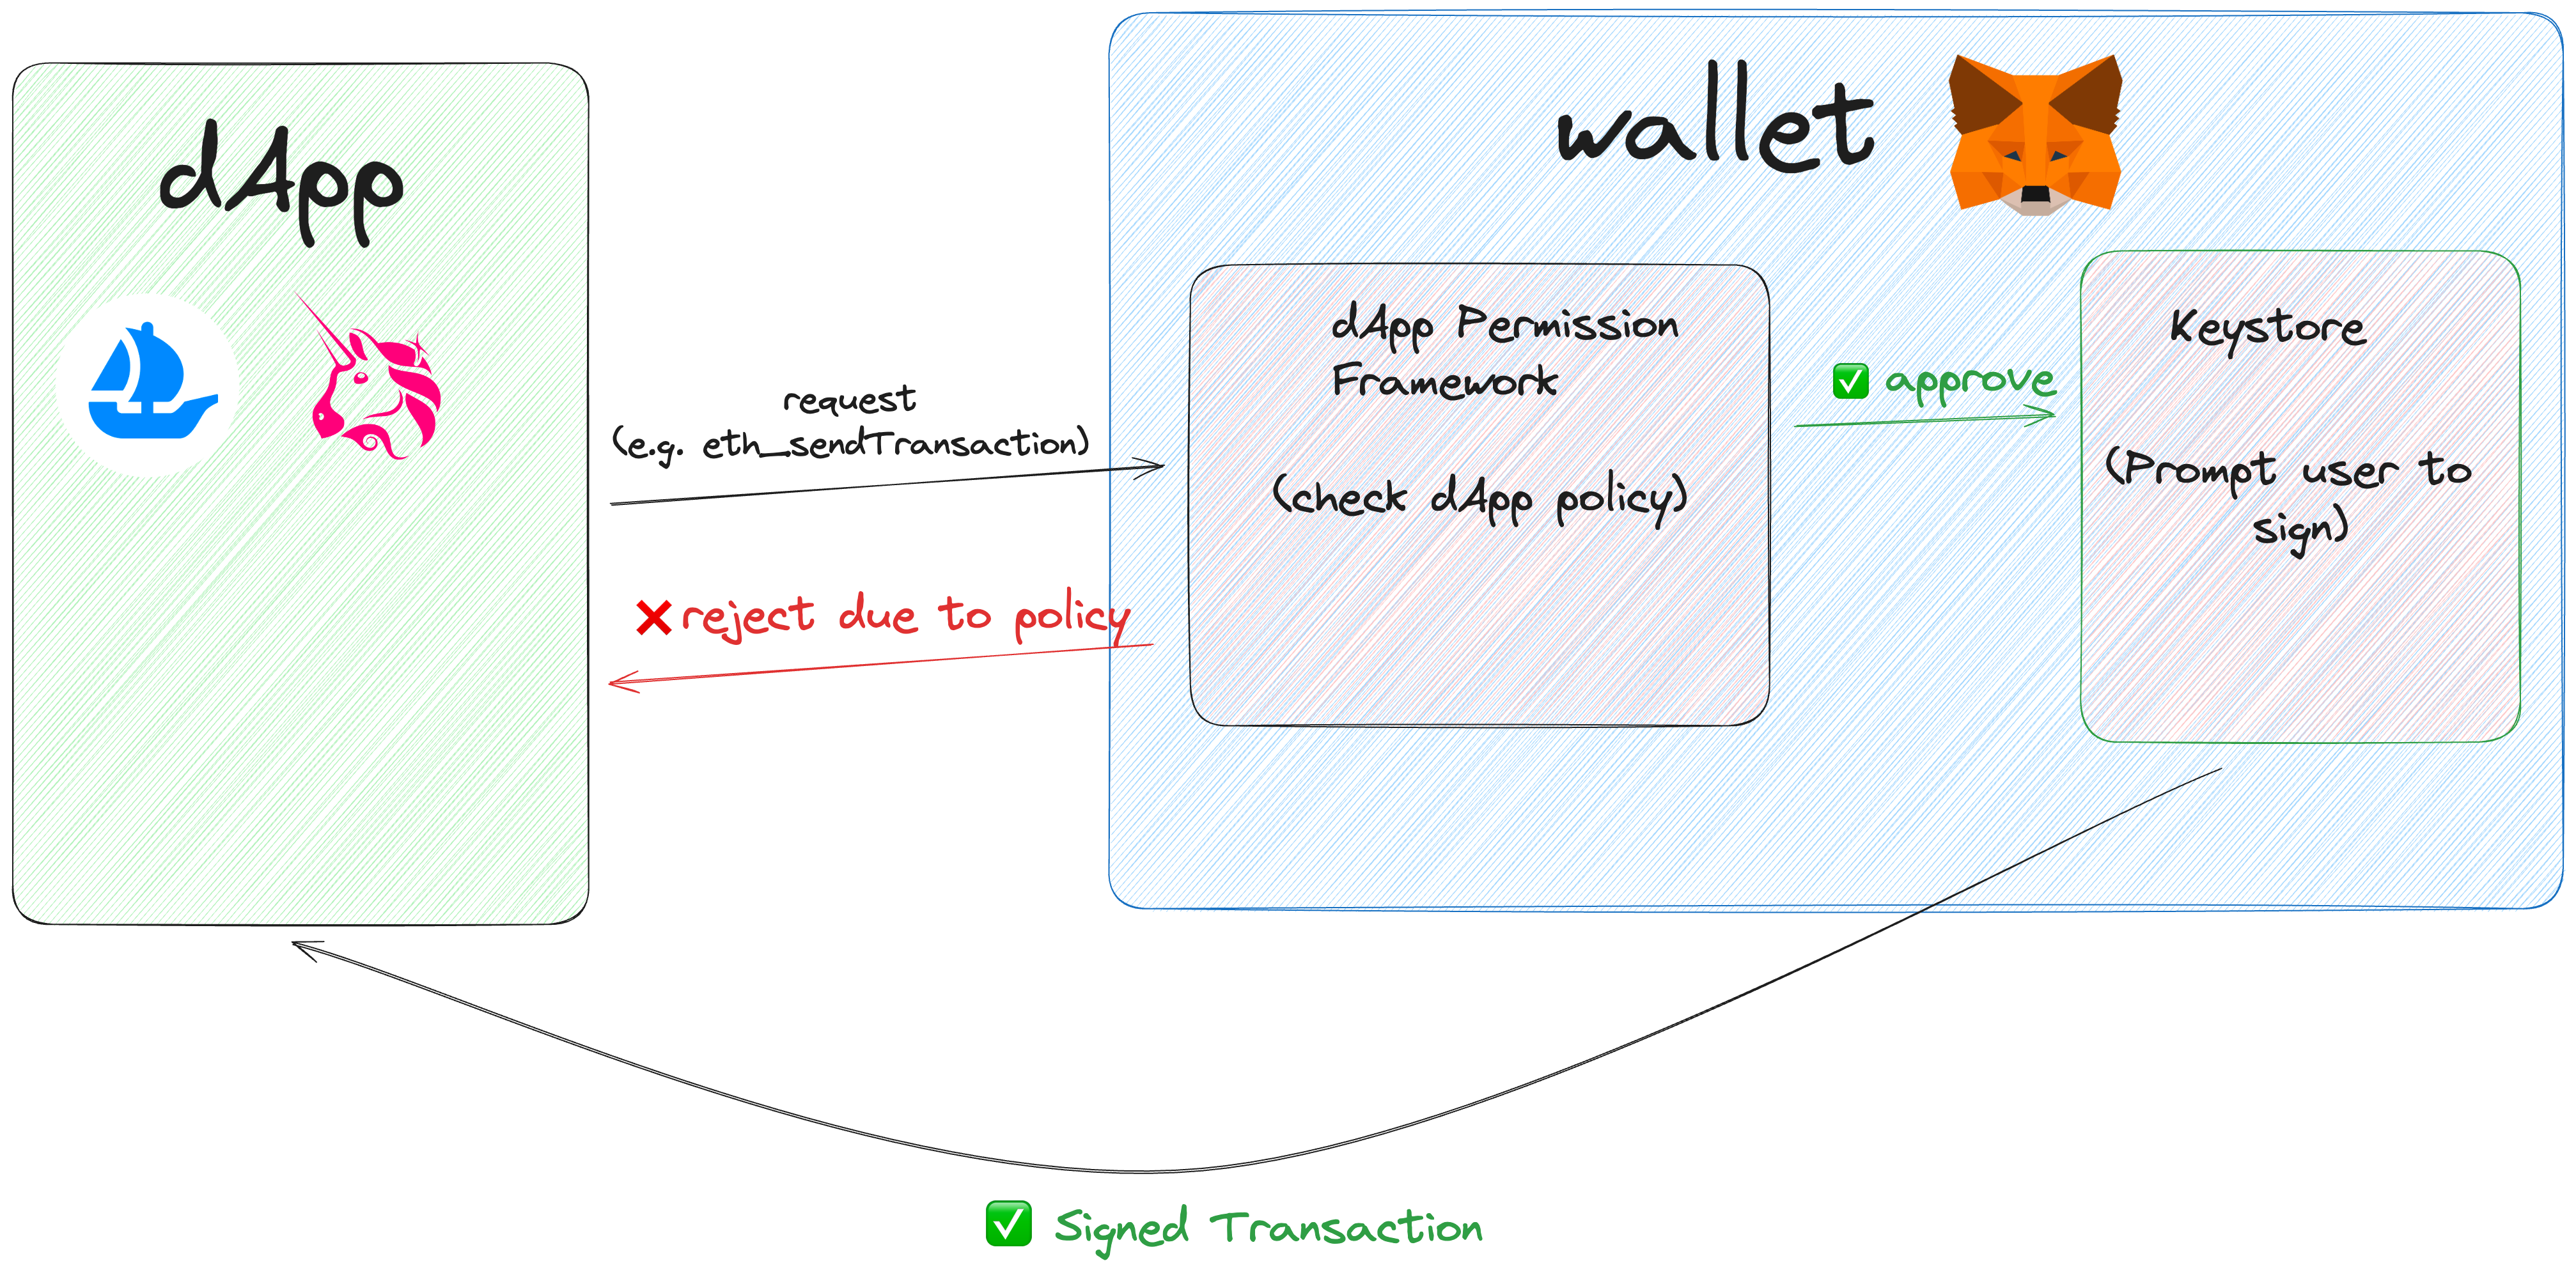 dApp
wallet
request
(e.g. eth_sendTransaction)
❌ reject due to policy
dApp Permission
Framework
(check dApp policy)
✅ approve
Keystore
(Prompt user to
sign)
✅ Signed Transaction